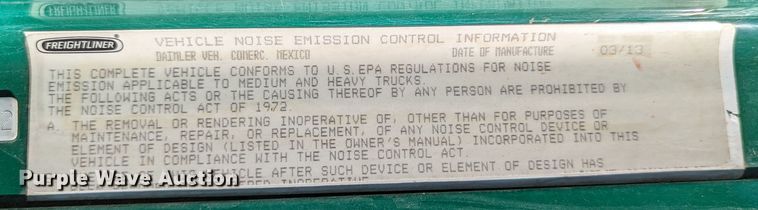 FREIGHTLINER
VEHICLE NOISE EMISSION CONTROL INFORMATION
DAIMLER VEH. COMERC. MEXICO DATE OF MANUFACTURE 03/13
THIS COMPLETE VEHICLE CONFORMS TO U.S.EPA REGULATIONS FOR NOISE
EMISSION APPLICABLE TO MEDIUM AND HEAVY TRUCKS.
THE FOLLOWING ACTS OR THE CAUSING THEREOF BY ANY PERSON ARE PROHIBITED BY
THE NOISE CONTROL ACT OF 1972.
A. THE REMOVAL OR RENDERING INOPERATIVE OF, OTHER THAN FOR PURPOSES OF
MAINTENANCE, REPAIR, OR REPLACEMENT, OF ANY NOISE CONTROL DEVICE OR
ELEMENT OF DESIGN (LISTED IN THE OWNER'S MANUAL) INCORPORATED INTO THIS
VEHICLE IN COMPLIANCE WITH THE NOISE CONTROL ACT.
VEHICLE AFTER SUCH DEVICE OR ELEMENT OF DESIGN HAS
INOPERATIVE
Purple Wave Auction